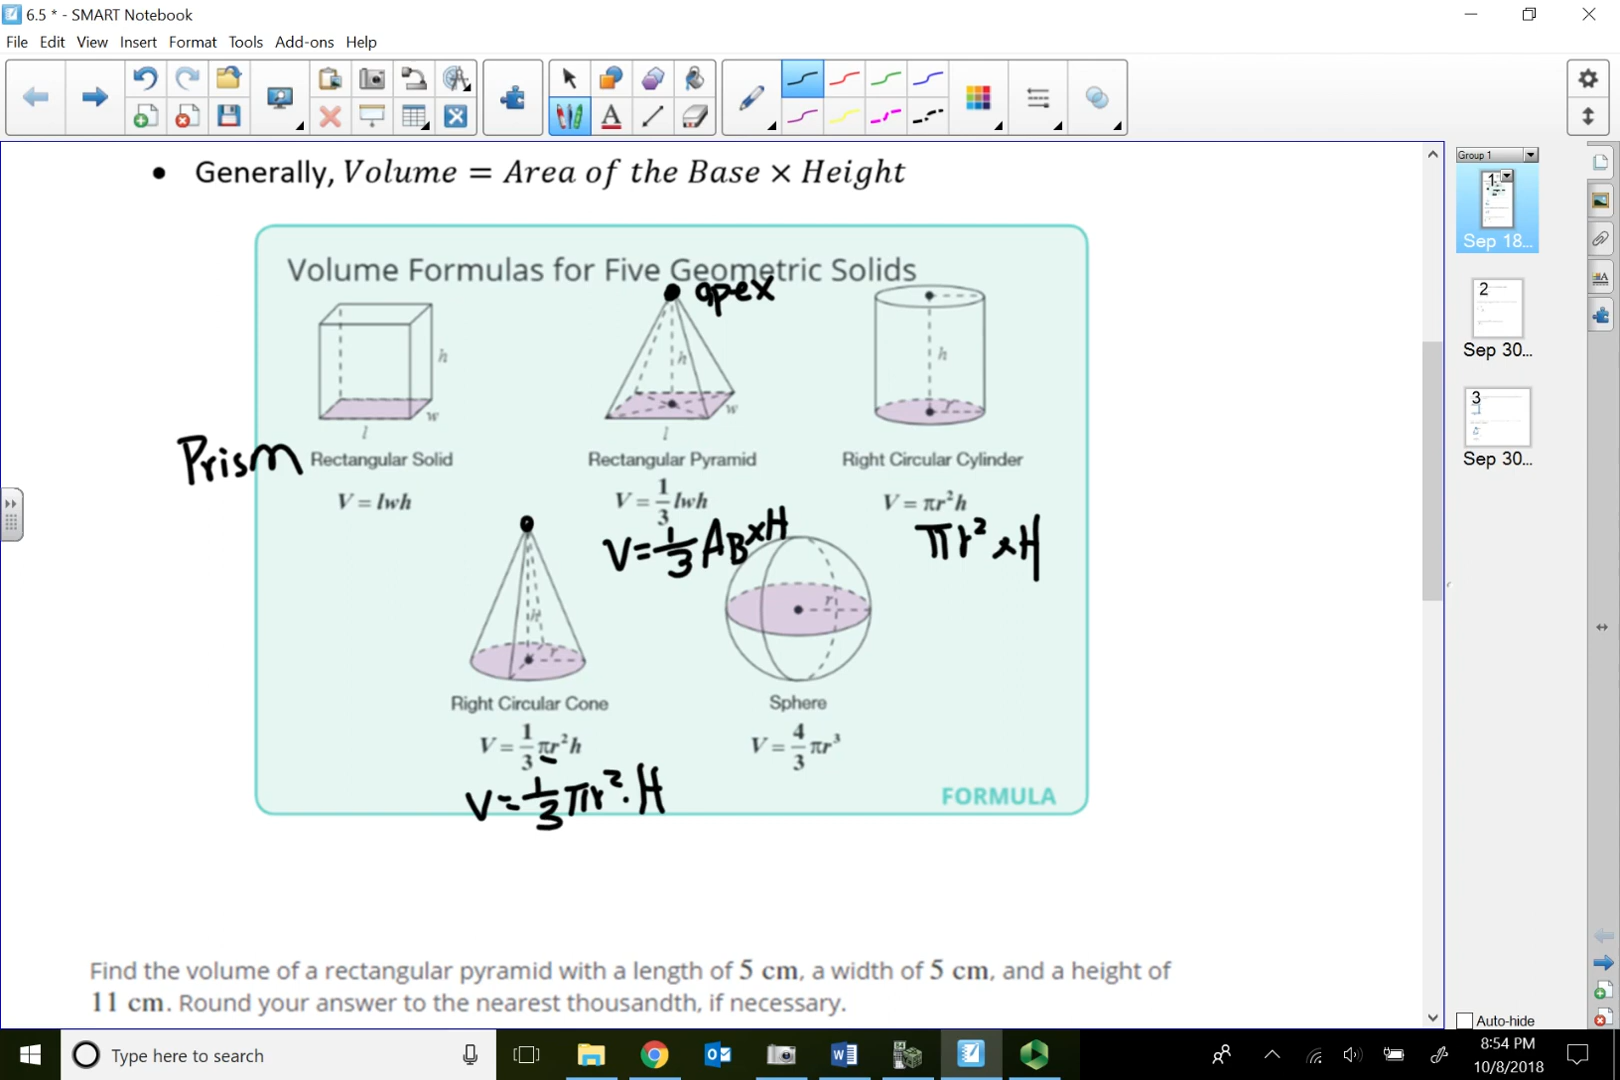 6.5 * - SMART Notebook
File Edit View Insert Format Tools Add-ons Help
• Generally, Volume = Area of the Base × Height
Volume Formulas for Five Geometric Solids
apex
h
w
l
h
w
l
h
r
Prism
Rectangular Solid
V = lwh
Rectangular Pyramid
V = 1/3 lwh
V = 1/3 AB × H
Right Circular Cylinder
V = πr²h
πr² × H
h
r
Right Circular Cone
V = 1/3 πr²h
V = 1/3 πr² · H
r
Sphere
V = 4/3 πr³
FORMULA
Find the volume of a rectangular pyramid with a length of 5 cm, a width of 5 cm, and a height of
11 cm. Round your answer to the nearest thousandth, if necessary.
Group 1
1
Sep 18...
2
Sep 30...
3
Sep 30...
Auto-hide
Type here to search
8:54 PM
10/8/2018